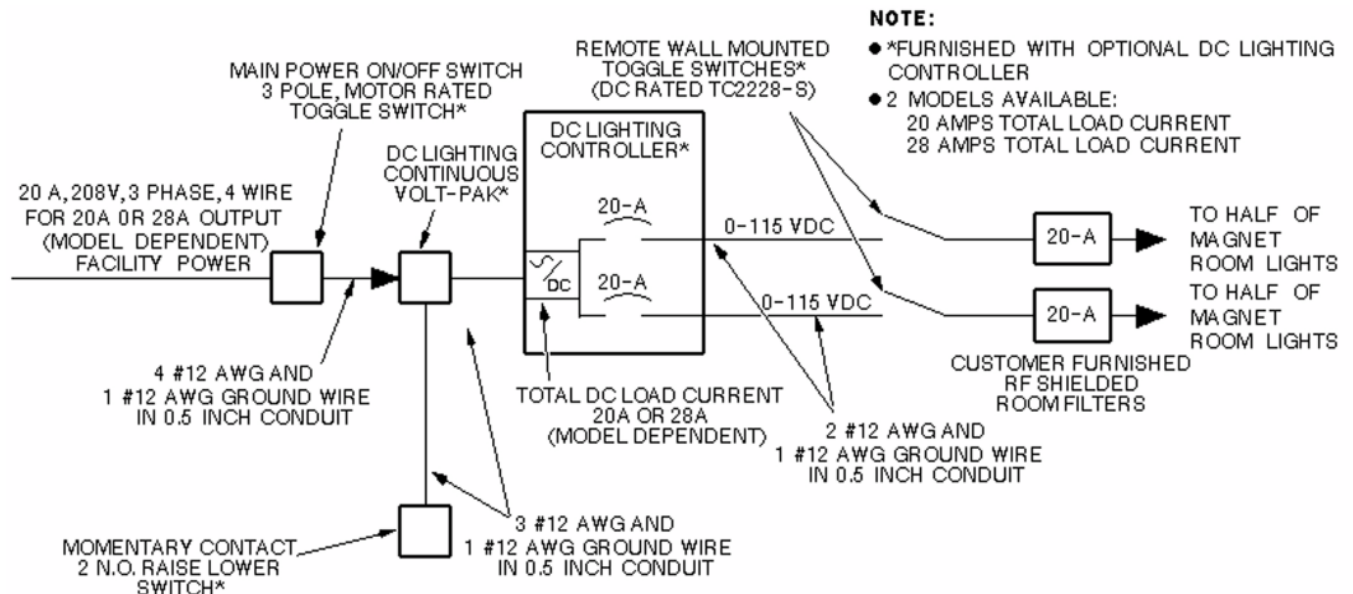 NOTE:
● *FURNISHED WITH OPTIONAL DC LIGHTING
CONTROLLER
● 2 MODELS AVAILABLE:
20 AMPS TOTAL LOAD CURRENT
28 AMPS TOTAL LOAD CURRENT
REMOTE WALL MOUNTED
TOGGLE SWITCHES*
(DC RATED TC2228-S)
MAIN POWER ON/OFF SWITCH
3 POLE, MOTOR RATED
TOGGLE SWITCH*
DC LIGHTING
CONTINUOUS
VOLT-PAK*
DC LIGHTING
CONTROLLER*
20 A, 208V, 3 PHASE, 4 WIRE
FOR 20A 0R 28A OUTPUT
(MODEL DEPENDENT)
FACILITY POWER
20-A
20-A
DC
0-115 VDC
0-115 VDC
20-A
20-A
TO HALF OF
MAGNET
ROOM LIGHTS
TO HALF OF
MAGNET
ROOM LIGHTS
CUSTOMER FURNISHED
RF SHIELDED
ROOM FILTERS
4 #12 AWG AND
1 #12 AWG GROUND WIRE
IN 0.5 INCH CONDUIT
TOTAL DC LOAD CURRENT
20A OR 28A
(MODEL DEPENDENT)
2 #12 AWG AND
1 #12 AWG GROUND WIRE
IN 0.5 INCH CONDUIT
3 #12 AWG AND
1 #12 AWG GROUND WIRE
IN 0.5 INCH CONDUIT
MOMENTARY CONTACT
2 N.O. RAISE LOWER
SWITCH*